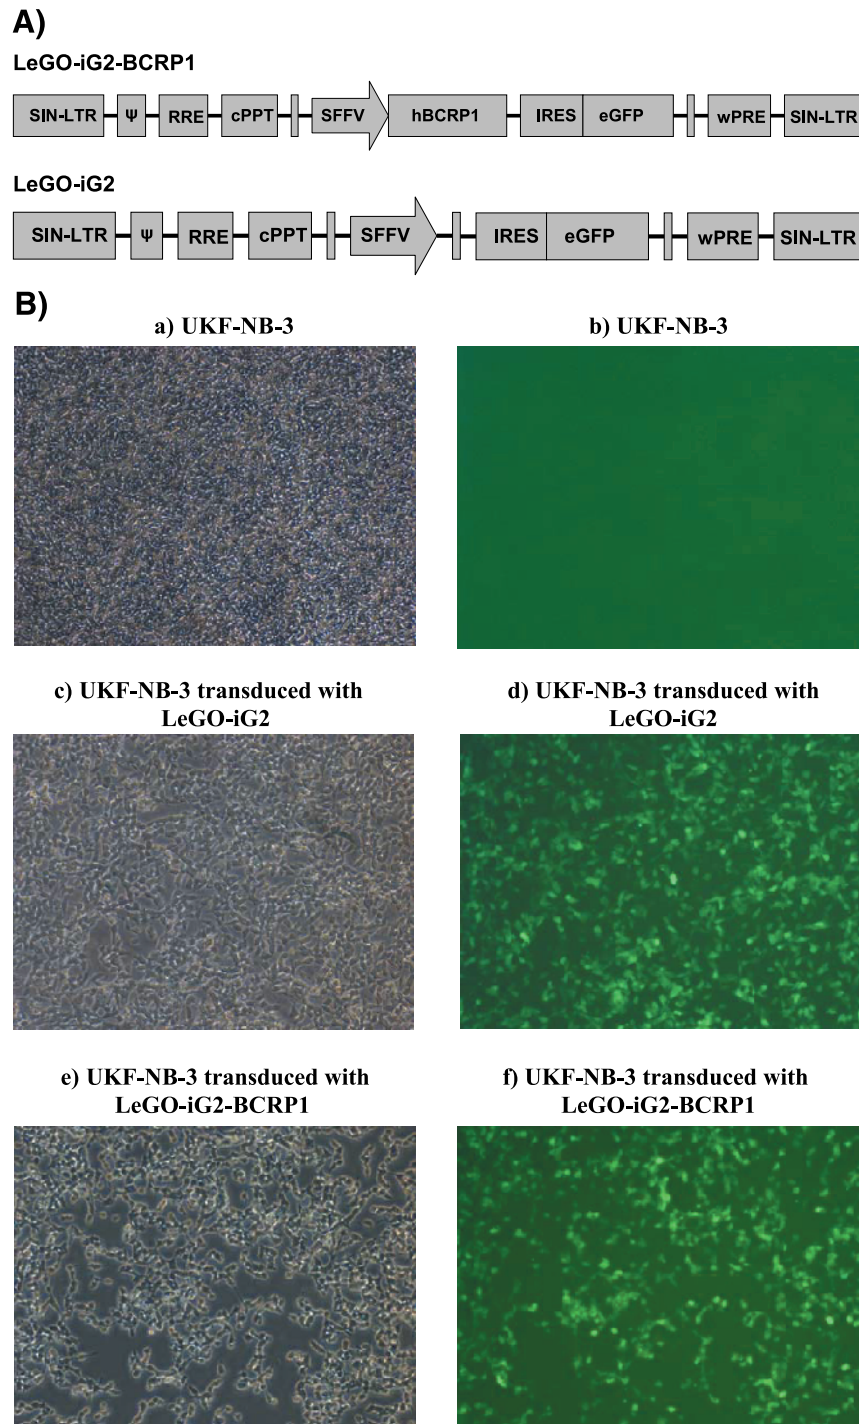 A)
LeGO-iG2-BCRP1
SIN-LTR ψ RRE cPPT SFFV hBCRP1 IRES eGFP wPRE SIN-LTR
LeGO-iG2
SIN-LTR ψ RRE cPPT SFFV IRES eGFP wPRE SIN-LTR
B)
a) UKF-NB-3 b) UKF-NB-3
c) UKF-NB-3 transduced with d) UKF-NB-3 transduced with
LeGO-iG2 LeGO-iG2
e) UKF-NB-3 transduced with f) UKF-NB-3 transduced with
LeGO-iG2-BCRP1 LeGO-iG2-BCRP1